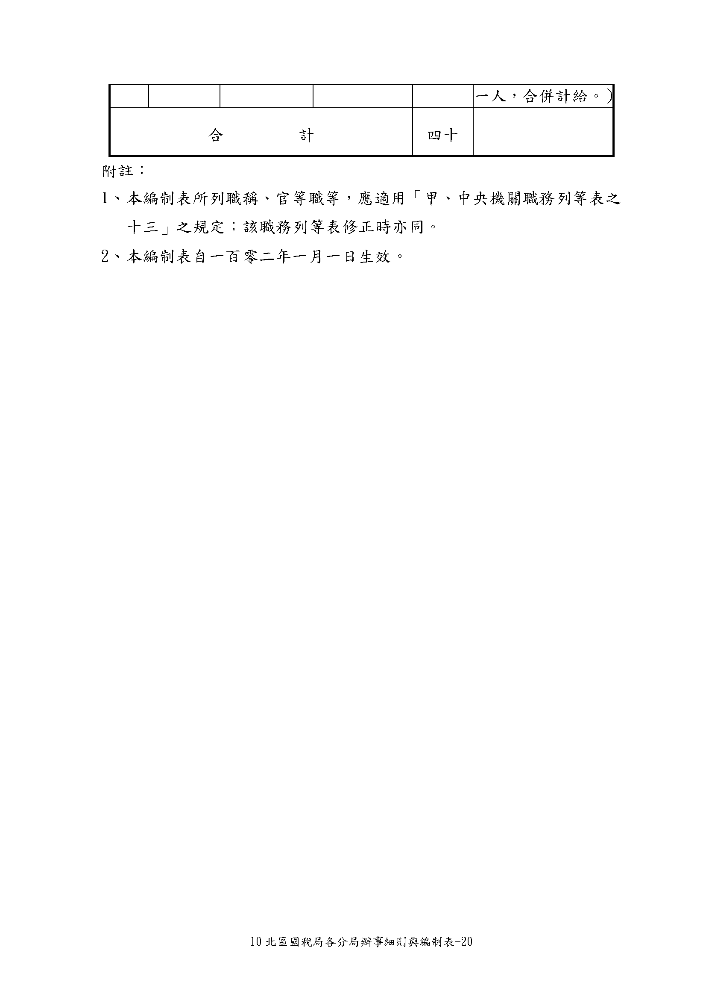 一人，合併計給。)
合 計 四十
附註：
1、本編制表所列職稱、官等職等，應適用「甲、中央機關職務列等表之
十三」之規定；該職務列等表修正時亦同。
2、本編制表自一百零二年一月一日生效。
10 北區國稅局各分局辦事細則與編制表-20